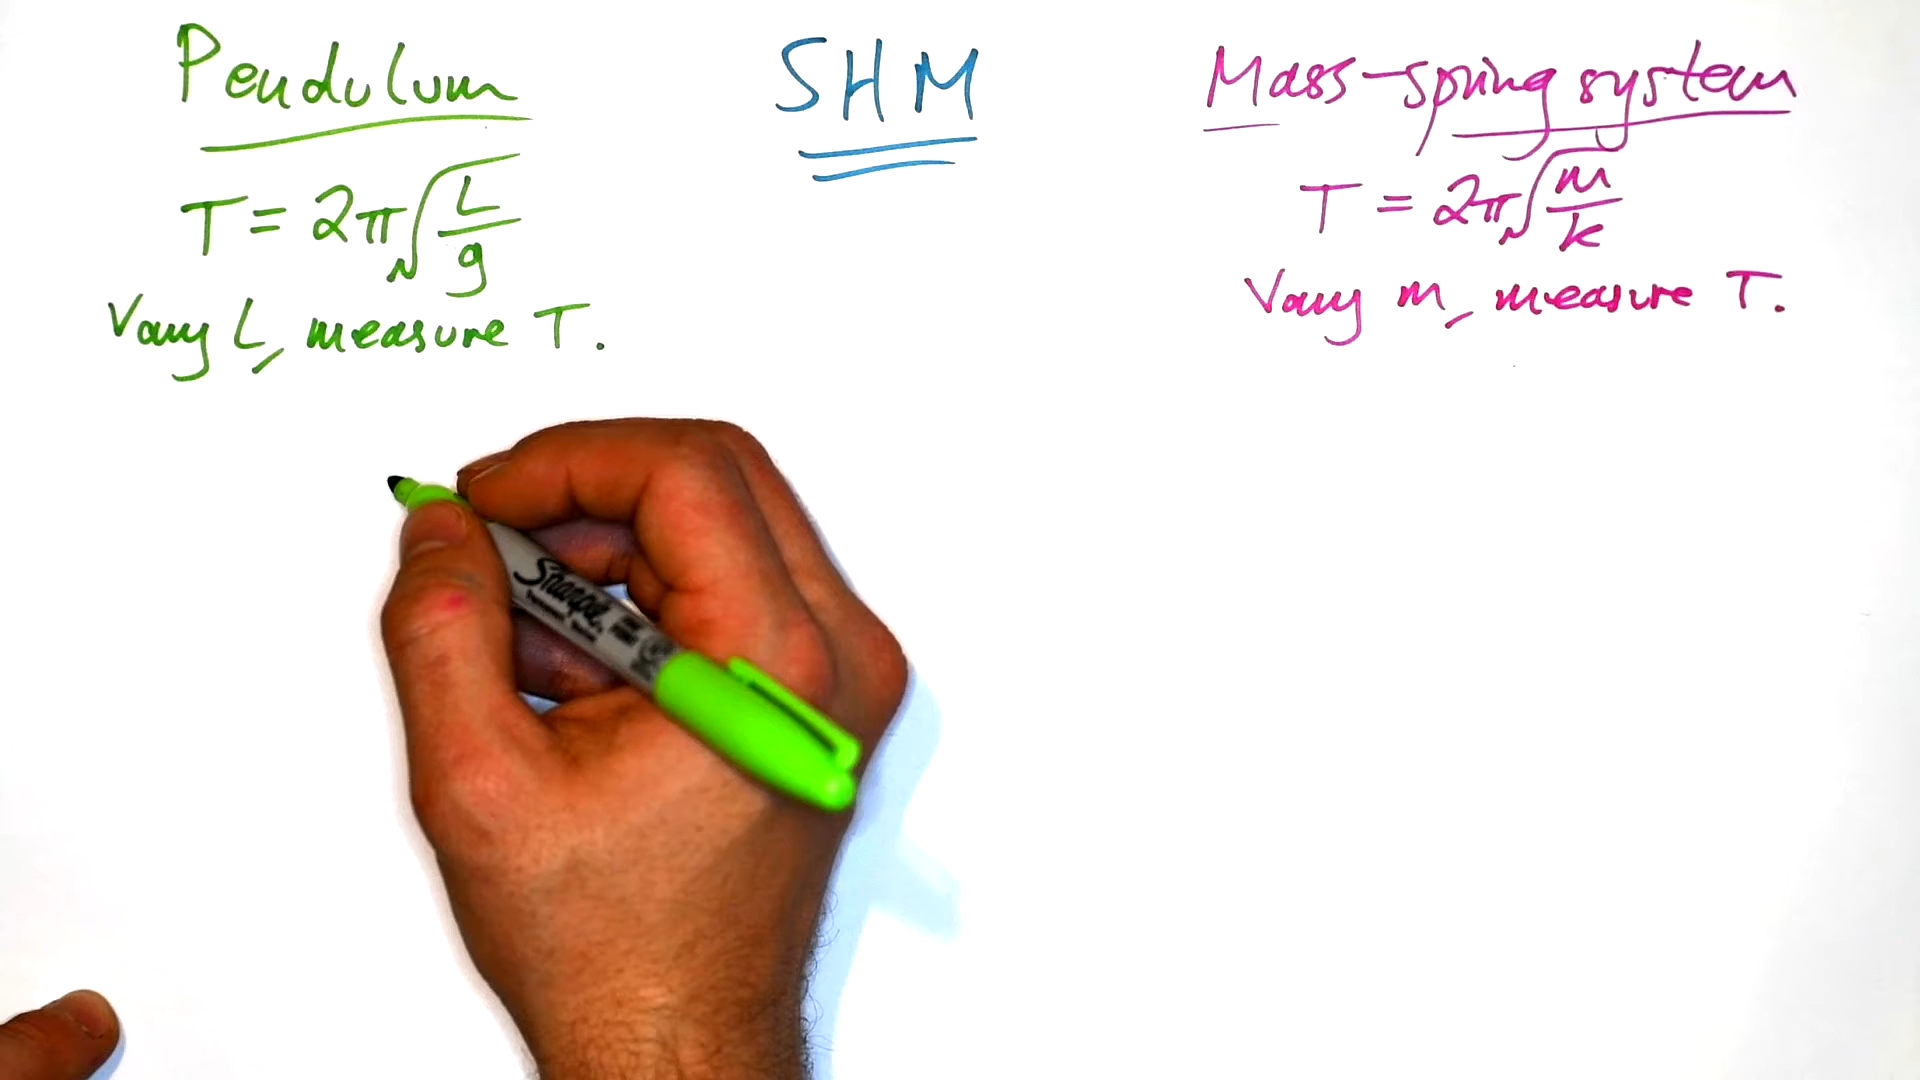 Pendulum
T = 2π√L/g
Vary L, measure T.
SHM
Mass-spring system
T = 2π√m/k
Vary m, measure T.
Sharpie